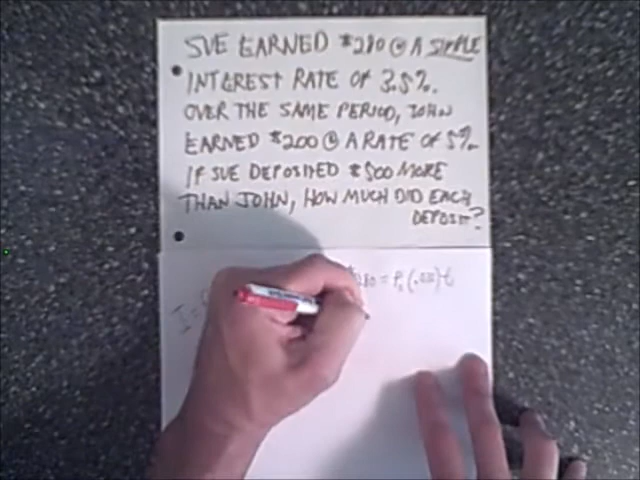 SUE EARNED $280 @ A SIMPLE
INTEREST RATE OF 3.5%.
OVER THE SAME PERIOD, JOHN
EARNED $200 @ A RATE OF 5%.
IF SUE DEPOSITED $500 MORE
THAN JOHN, HOW MUCH DID EACH
DEPOSIT?
I =
280 =